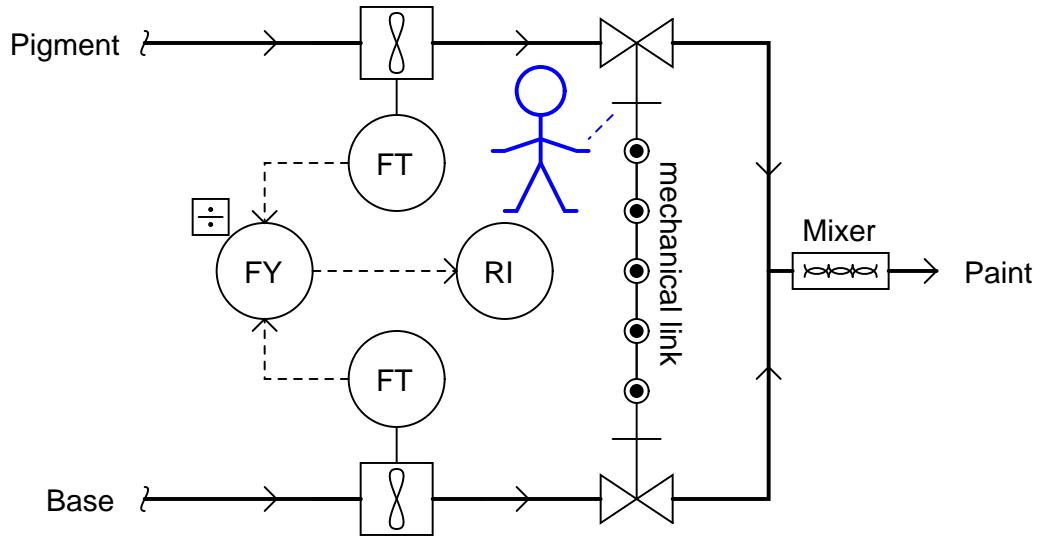 Pigment
FT
mechanical link
÷
FY
RI
Mixer
Paint
FT
Base